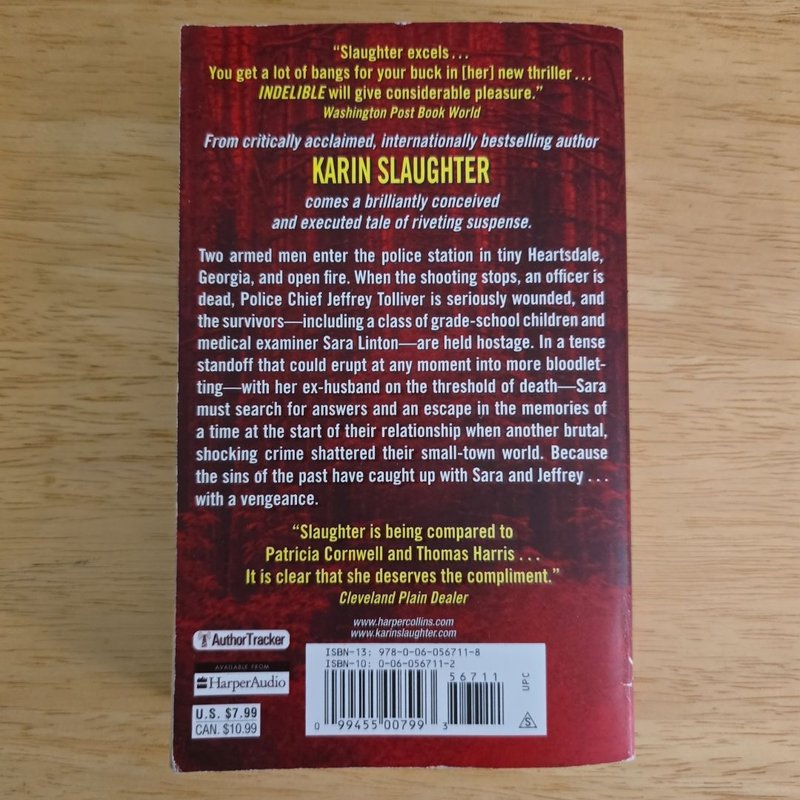 “Slaughter excels...
You get a lot of bangs for your buck in [her] new thriller...
INDELIBLE will give considerable pleasure.”
Washington Post Book World
From critically acclaimed, internationally bestselling author
KARIN SLAUGHTER
comes a brilliantly conceived
and executed tale of riveting suspense.
Two armed men enter the police station in tiny Heartsdale,
Georgia, and open fire. When the shooting stops, an officer is
dead, Police Chief Jeffrey Tolliver is seriously wounded, and
the survivors—including a class of grade-school children and
medical examiner Sara Linton—are held hostage. In a tense
standoff that could erupt at any moment into more bloodlet-
ting—with her ex-husband on the threshold of death—Sara
must search for answers and an escape in the memories of
a time at the start of their relationship when another brutal,
shocking crime shattered their small-town world. Because
the sins of the past have caught up with Sara and Jeffrey...
with a vengeance.
“Slaughter is being compared to
Patricia Cornwell and Thomas Harris...
It is clear that she deserves the compliment.”
Cleveland Plain Dealer
www.harpercollins.com
www.karinslaughter.com
AuthorTracker
AVAILABLE FROM
HarperAudio
U.S. $7.99
CAN. $10.99
ISBN-13: 978-0-06-056711-8
ISBN-10: 0-06-056711-2
56711
0 99455 00799 3
UPC
S